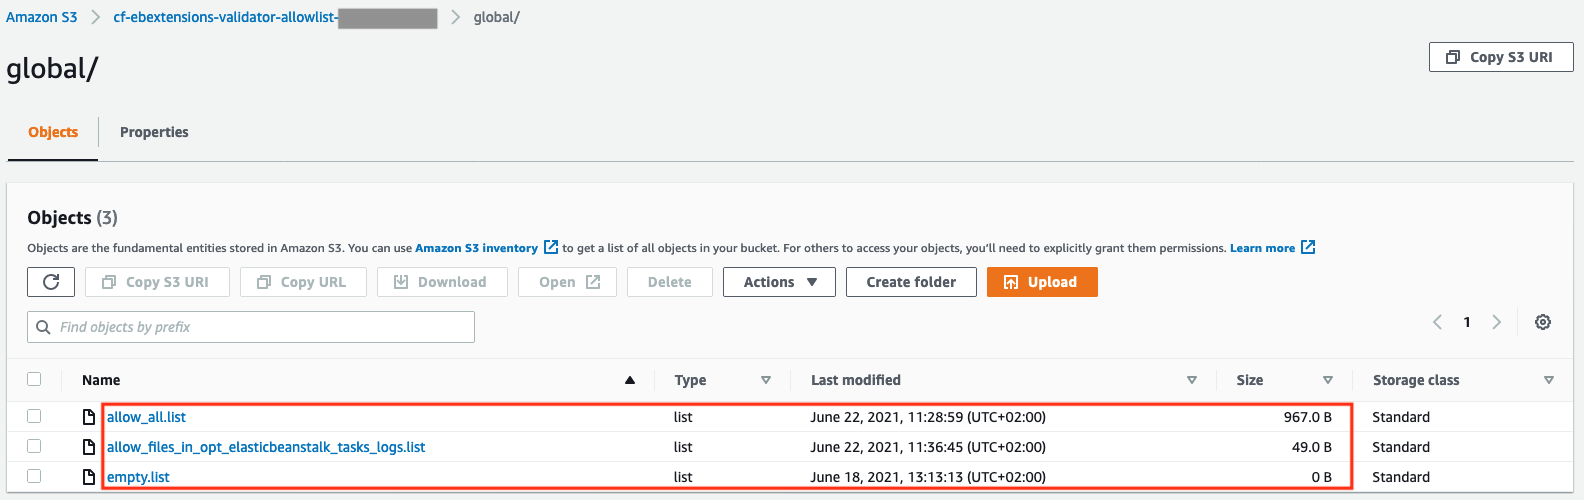 Amazon S3 > cf-ebextensions-validator-allowlist- > global/
global/
Copy S3 URI
Objects Properties
Objects (3)
Objects are the fundamental entities stored in Amazon S3. You can use Amazon S3 inventory to get a list of all objects in your bucket. For others to access your objects, you'll need to explicitly grant them permissions. Learn more
Copy S3 URI Copy URL Download Open Delete Actions Create folder Upload
Find objects by prefix
1
Name Type Last modified Size Storage class
allow_all.list list June 22, 2021, 11:28:59 (UTC+02:00) 967.0 B Standard
allow_files_in_opt_elasticbeanstalk_tasks_logs.list list June 22, 2021, 11:36:45 (UTC+02:00) 49.0 B Standard
empty.list list June 18, 2021, 13:13:13 (UTC+02:00) 0 B Standard